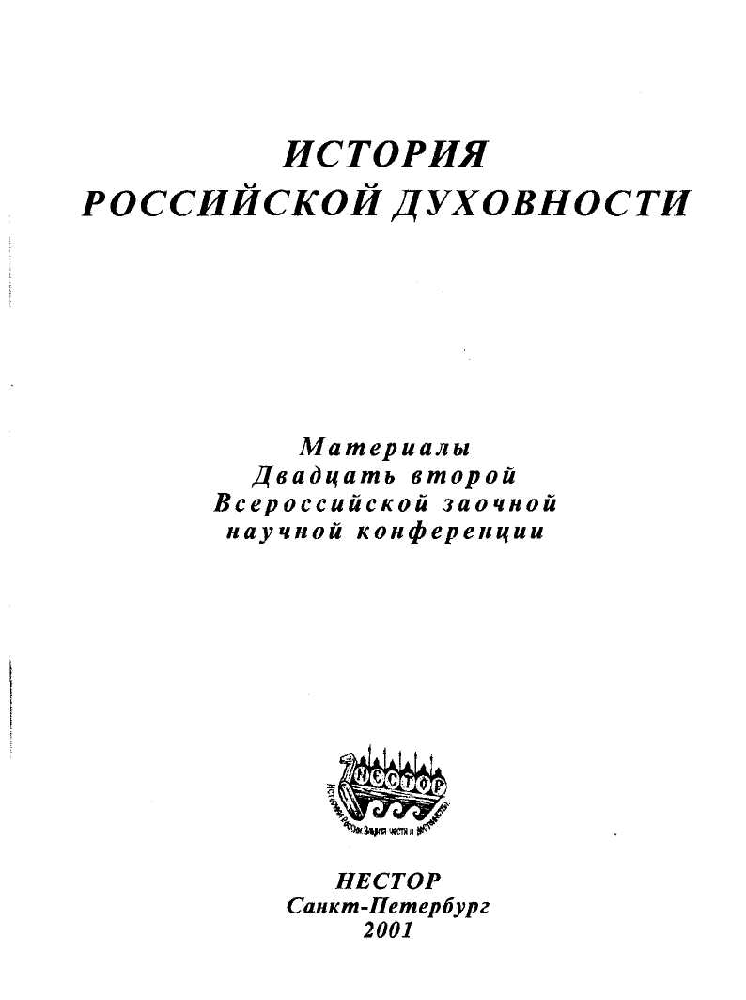 ИСТОРИЯ
РОССИЙСКОЙ ДУХОВНОСТИ
Материалы
Двадцать второй
Всероссийской заочной
научной конференции
НЕСТОР
НЕСТОР
Санкт-Петербург
2001